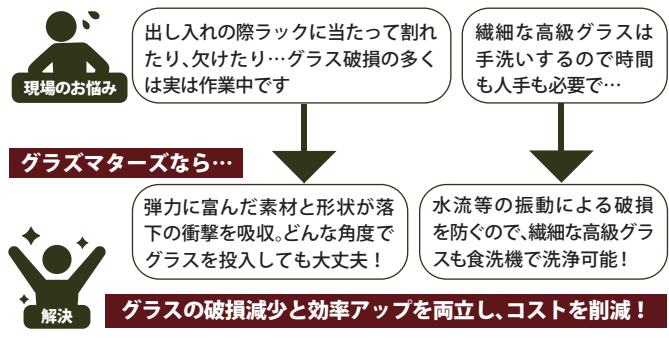 出し入れの際ラックに当たって割れ
たり、欠けたり…グラス破損の多く
は実は作業中です
繊細な高級グラスは
手洗いするので時間
も人手も必要で…
現場のお悩み
グラズマターズなら…
弾力に富んだ素材と形状が落
下の衝撃を吸収。どんな角度で
グラスを投入しても大丈夫！
水流等の振動による破損
を防ぐので、繊細な高級グラ
スも食洗機で洗浄可能！
解決
グラスの破損減少と効率アップを両立し、コストを削減！